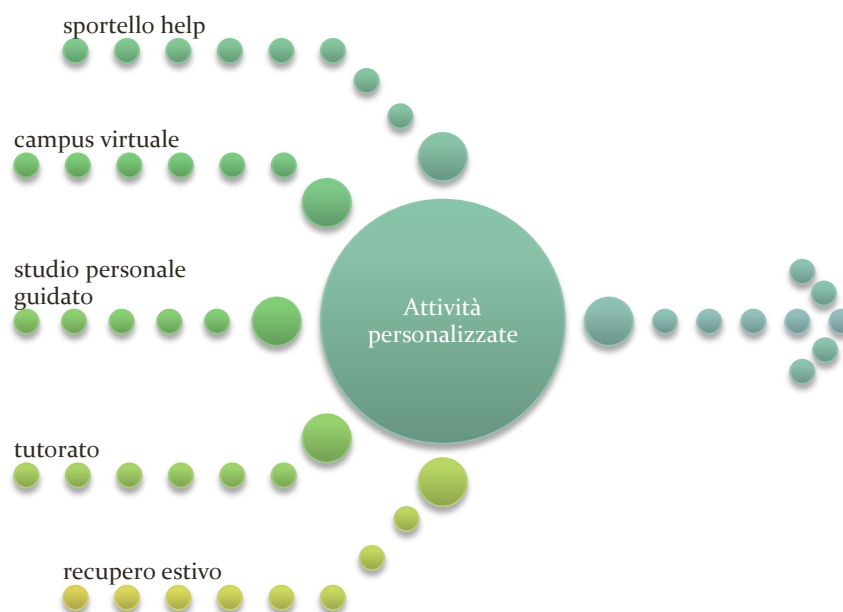 sportello help
campus virtuale
studio personale
guidato
Attività
personalizzate
tutorato
recupero estivo